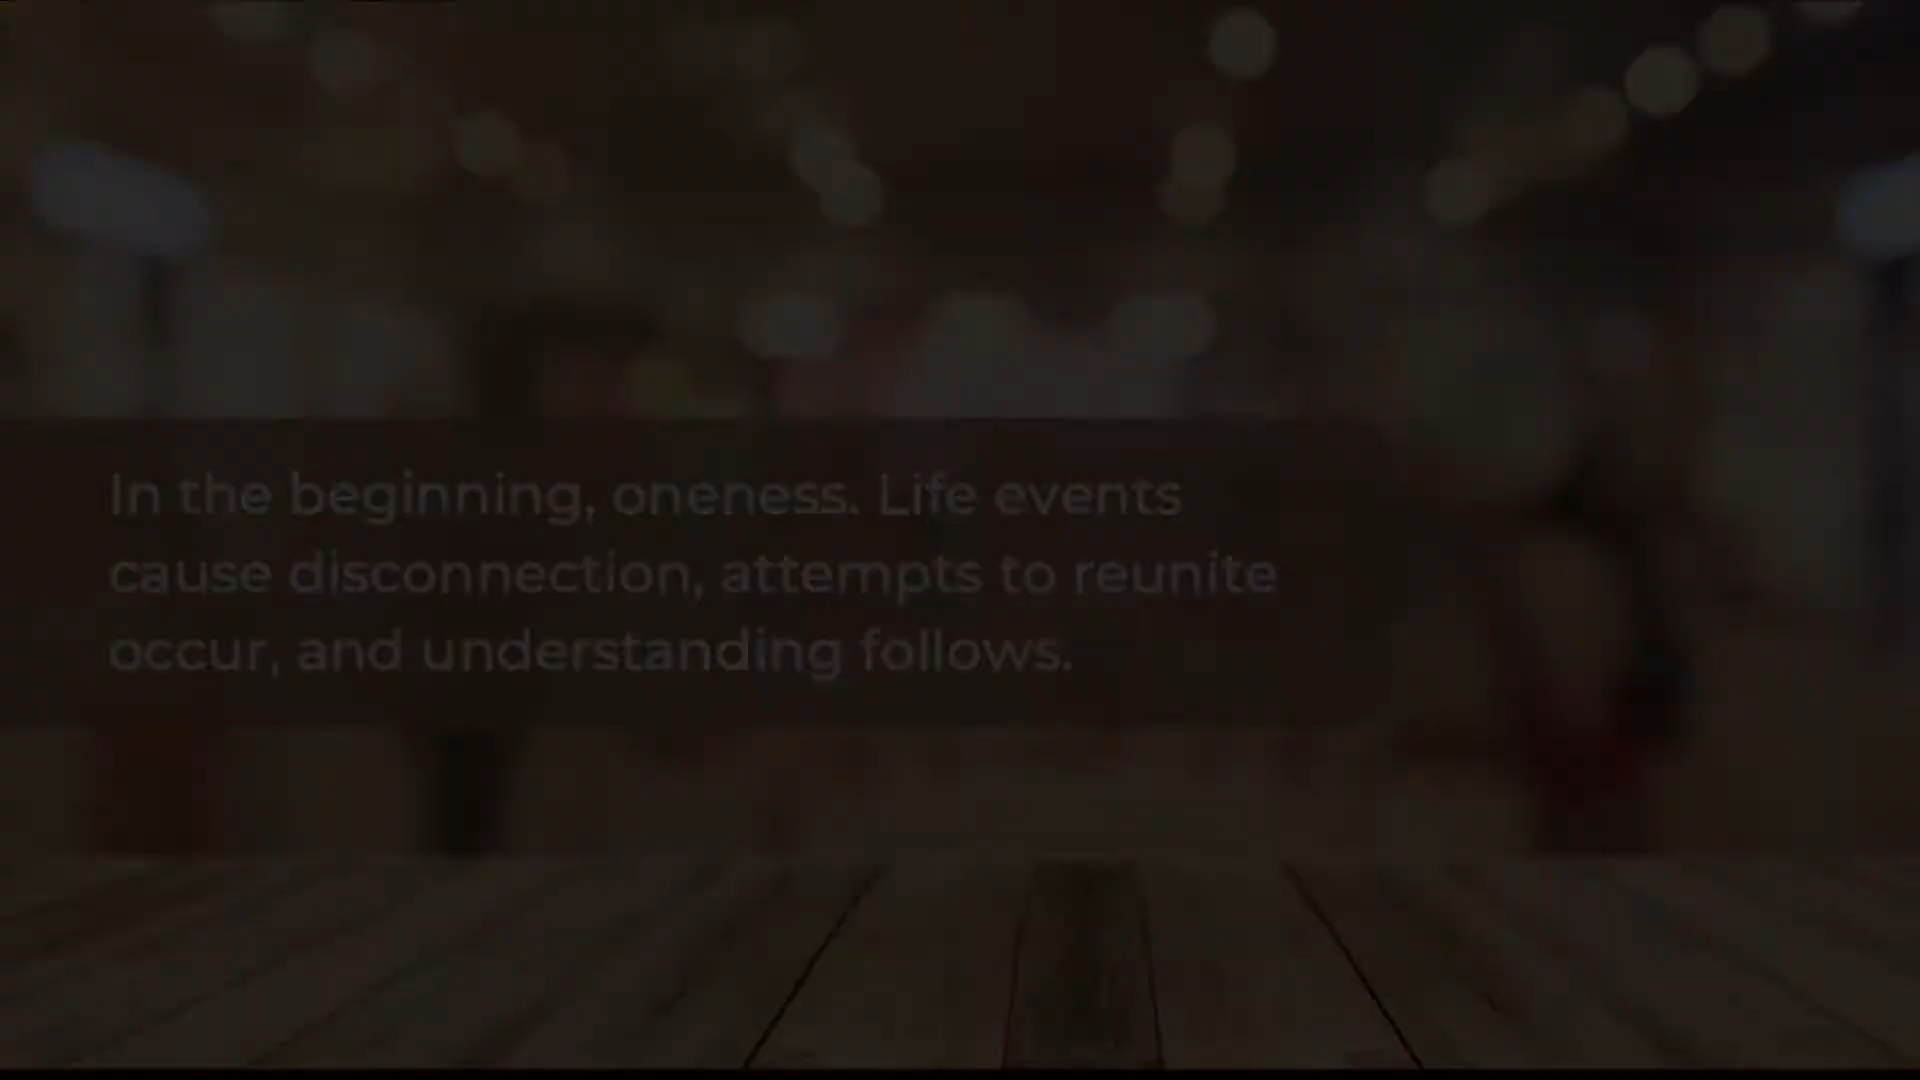 In the beginning, oneness. Life events
cause disconnection, attempts to reunite
occur, and understanding follows.